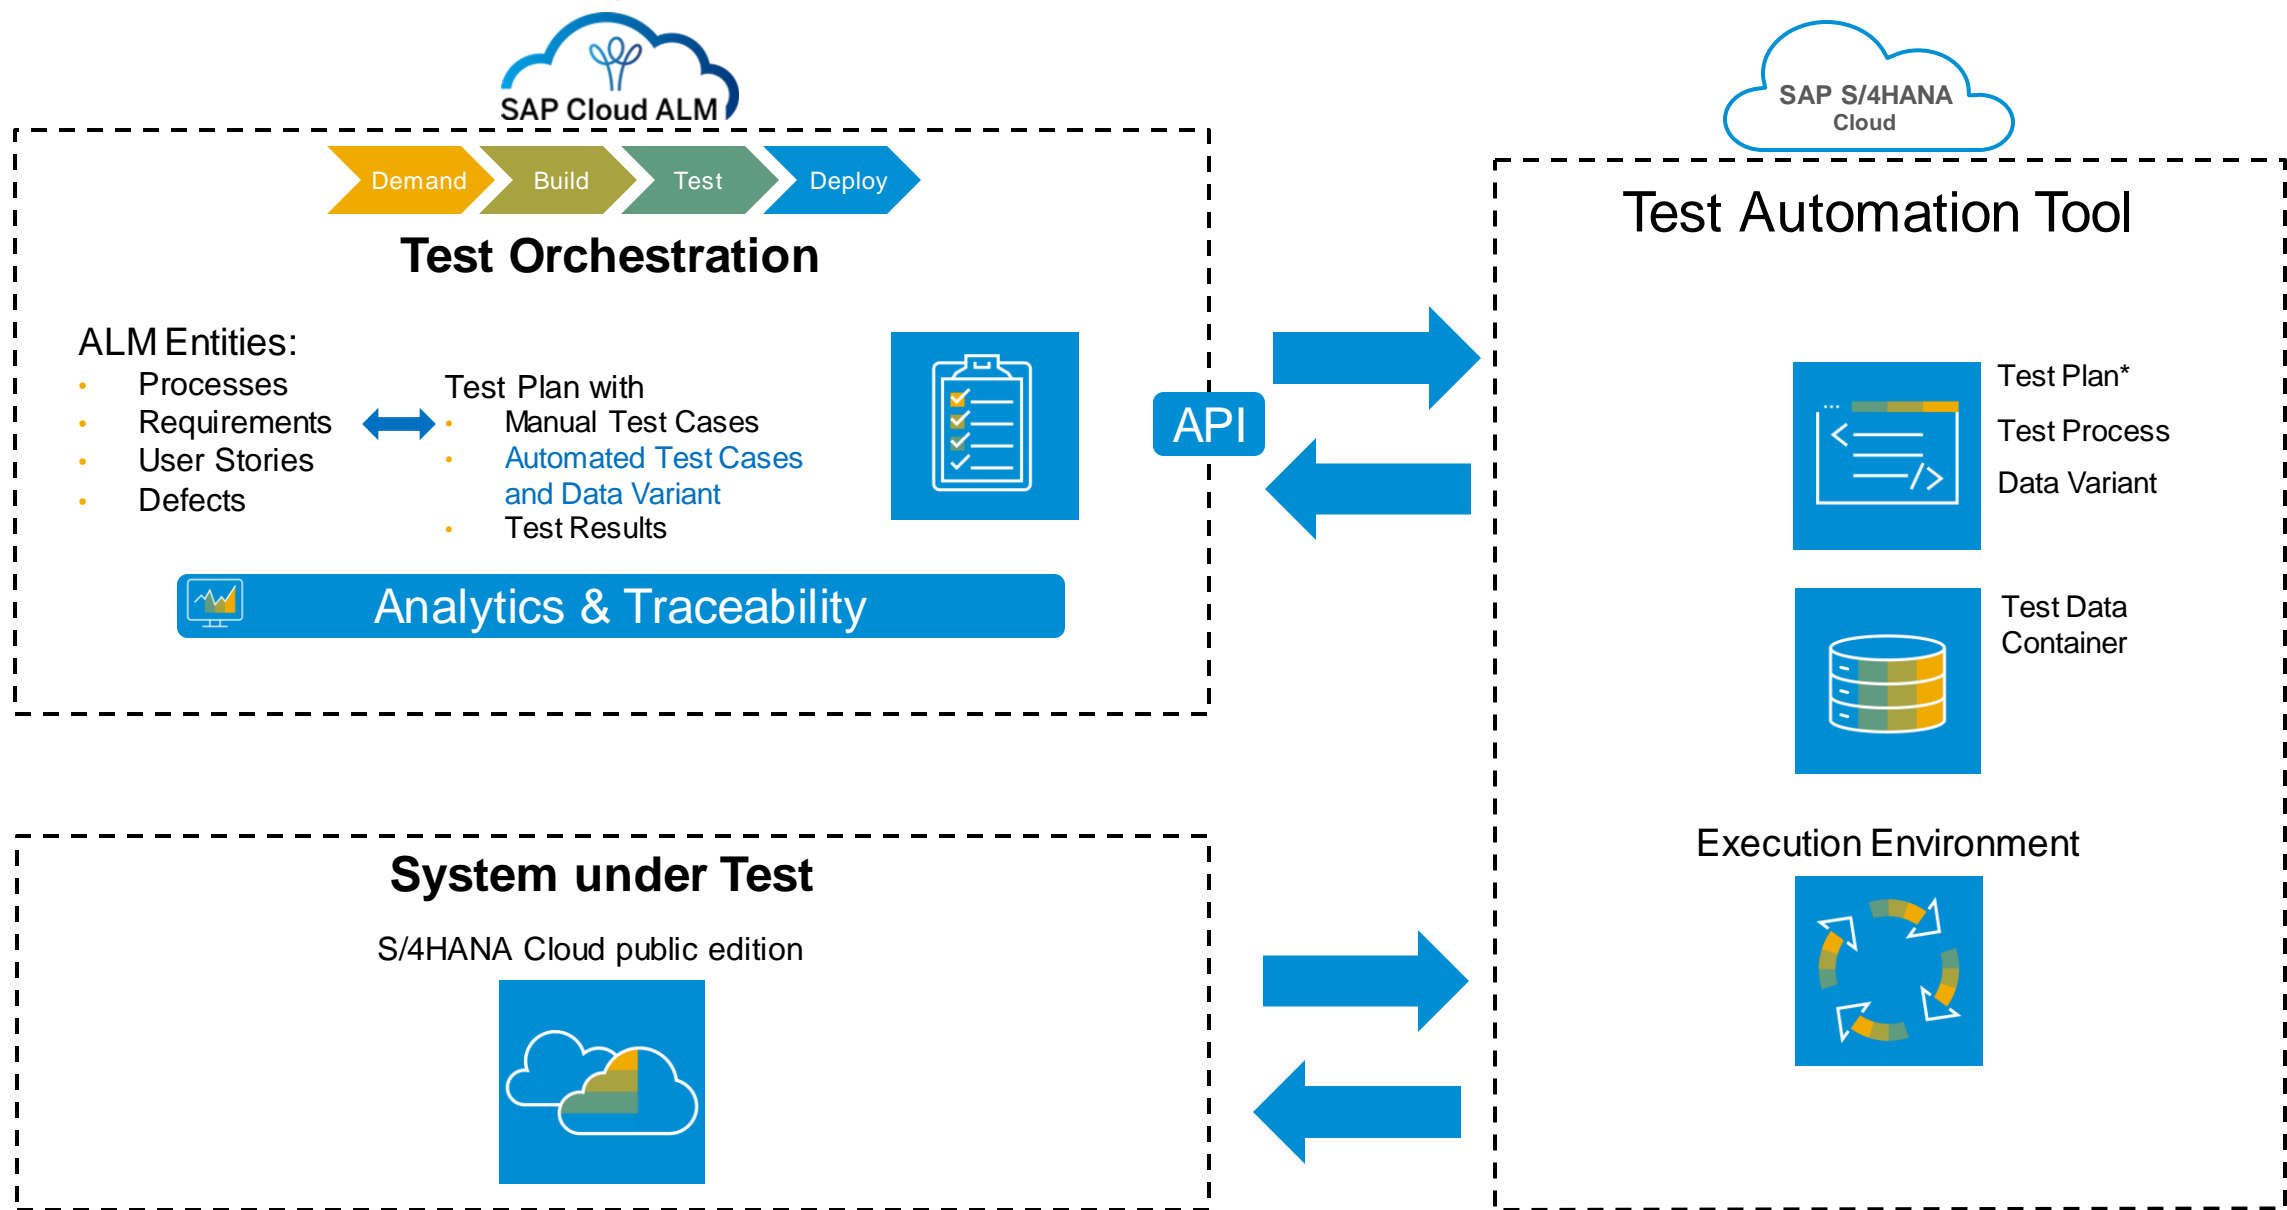 SAP Cloud ALM
Demand
Build
Test
Deploy
Test Orchestration
ALM Entities:
• Processes
• Requirements
• User Stories
• Defects
Test Plan with
• Manual Test Cases
• Automated Test Cases
and Data Variant
• Test Results
Analytics & Traceability
API
SAP S/4HANA
Cloud
Test Automation Tool
Test Plan*
Test Process
Data Variant
Test Data
Container
Execution Environment
System under Test
S/4HANA Cloud public edition